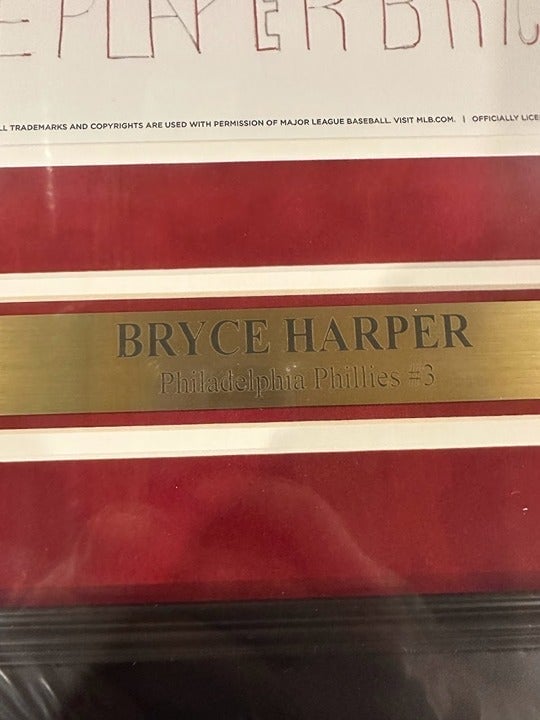 PLAYER
LL TRADEMARKS AND COPYRIGHTS ARE USED WITH PERMISSION OF MAJOR LEAGUE BASEBALL. VISIT MLB.COM. | OFFICIALLY LICE
BRYCE HARPER
Philadelphia Phillies #3